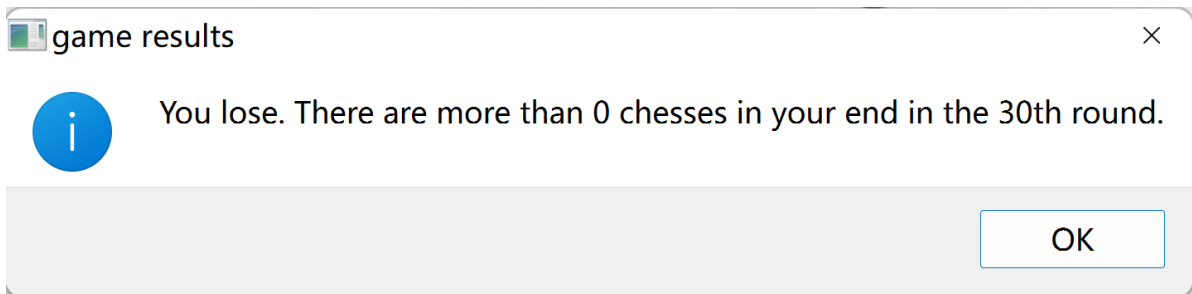 game results
You lose. There are more than 0 chesses in your end in the 30th round.
OK